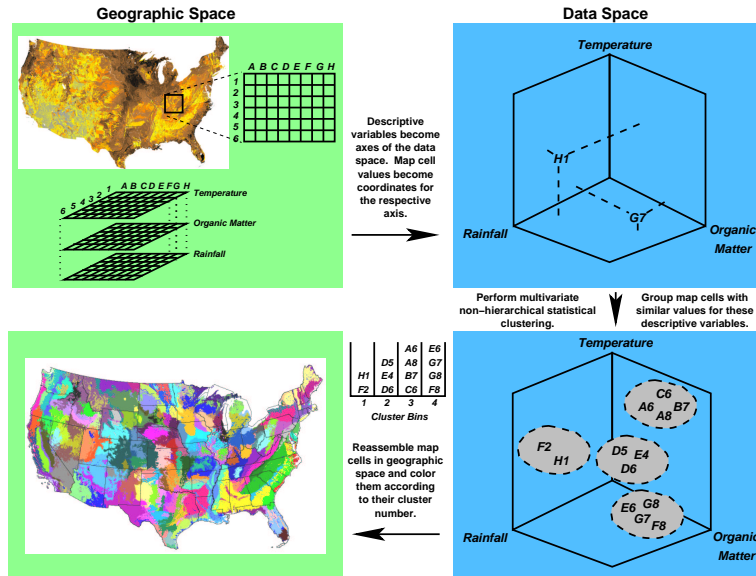 Geographic Space
Data Space
A B C D E F G H
1
2
3
4
5
6
6 5 4 3 2 1 A B C D E F G H
Temperature
Organic Matter
Rainfall
Descriptive
variables become
axes of the data
space. Map cell
values become
coordinates for
the respective
axis.
Temperature
H1
G7
Rainfall
Organic
Matter
Perform multivariate
non−hierarchical statistical
clustering.
Group map cells with
similar values for these
descriptive variables.
A6 E6
D5 A8 G7
H1 E4 B7 G8
F2 D6 C6 F8
1 2 3 4
Cluster Bins
Reassemble map
cells in geographic
space and color
them according
to their cluster
number.
Temperature
C6
A6 B7
A8
F2
H1
D5 E4
D6
E6 G8
G7 F8
Rainfall
Organic
Matter